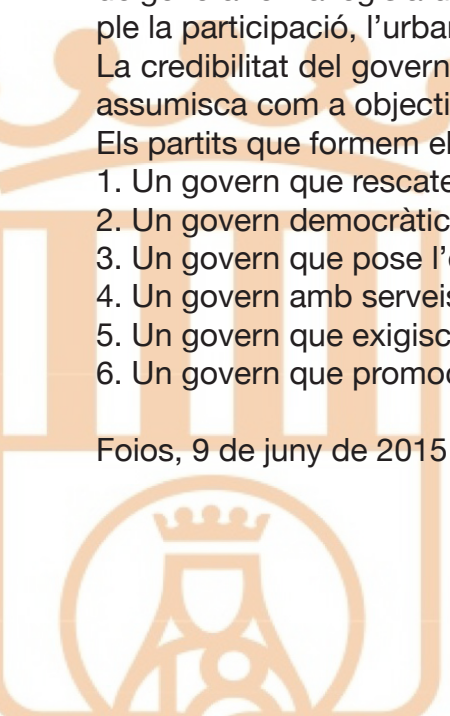 ple la participació, l’urban
La credibilitat del govern
assumisca com a objecti
Els partits que formem el
1. Un govern que rescate
2. Un govern democràtic
3. Un govern que pose l’
4. Un govern amb serveis
5. Un govern que exigisc
6. Un govern que promo
Foios, 9 de juny de 2015